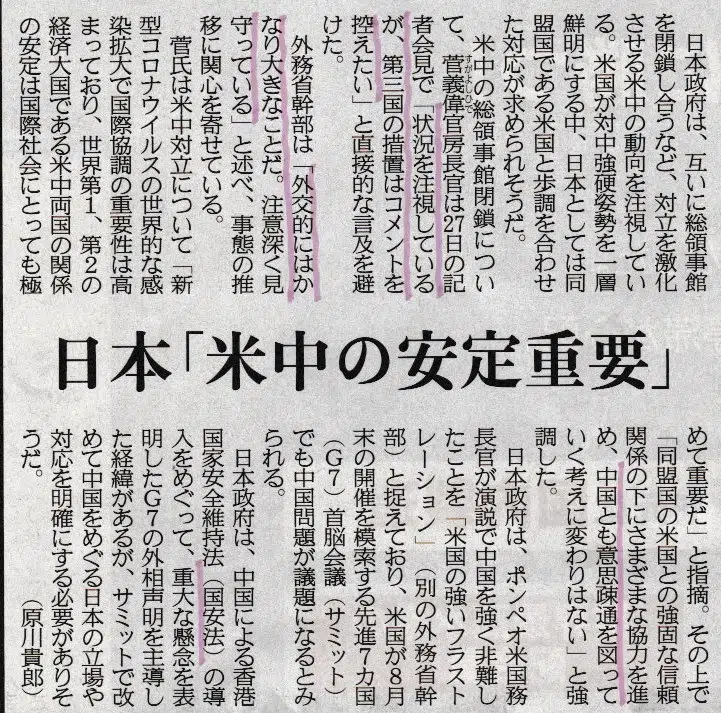 日本「米中の安定重要」
日本政府は、互いに総領事館
を閉鎖し合うなど、対立を激化
させる米中の動向を注視してい
る。米国が対中強硬姿勢を一層
鮮明にする中、日本としては同
盟国である米国と歩調を合わせ
た対応が求められそうだ。
米中の総領事館閉鎖につい
すがよしひで
て、菅義偉官房長官は27日の記
者会見で「状況を注視している
が、第三国の措置はコメントを
控えたい」と直接的な言及を避
けた。
外務省幹部は「外交的にはか
なり大きなことだ。注意深く見
守っている」と述べ、事態の推
移に関心を寄せている。
菅氏は米中対立について「新
型コロナウイルスの世界的な感
染拡大で国際協調の重要性は高
まっており、世界第1、第2の
経済大国である米中両国の関係
の安定は国際社会にとっても極
めて重要だ」と指摘。その上で
「同盟国の米国との強固な信頼
関係の下にさまざまな協力を進
め、中国とも意思疎通を図って
いく考えに変わりはない」と強
調した。
日本政府は、ポンペオ米国務
長官が演説で中国を強く非難し
たことを「米国の強いフラスト
レーション」（別の外務省幹
部）と捉えており、米国が8月
末の開催を模索する先進7カ国
（G7）首脳会議（サミット）
でも中国問題が議題になるとみ
られる。
日本政府は、中国による香港
国家安全維持法（国安法）の導
入をめぐって、重大な懸念を表
明したG7の外相声明を主導し
た経緯があるが、サミットで改
めて中国をめぐる日本の立場や
対応を明確にする必要がありそ
うだ。
（原川貴郎）